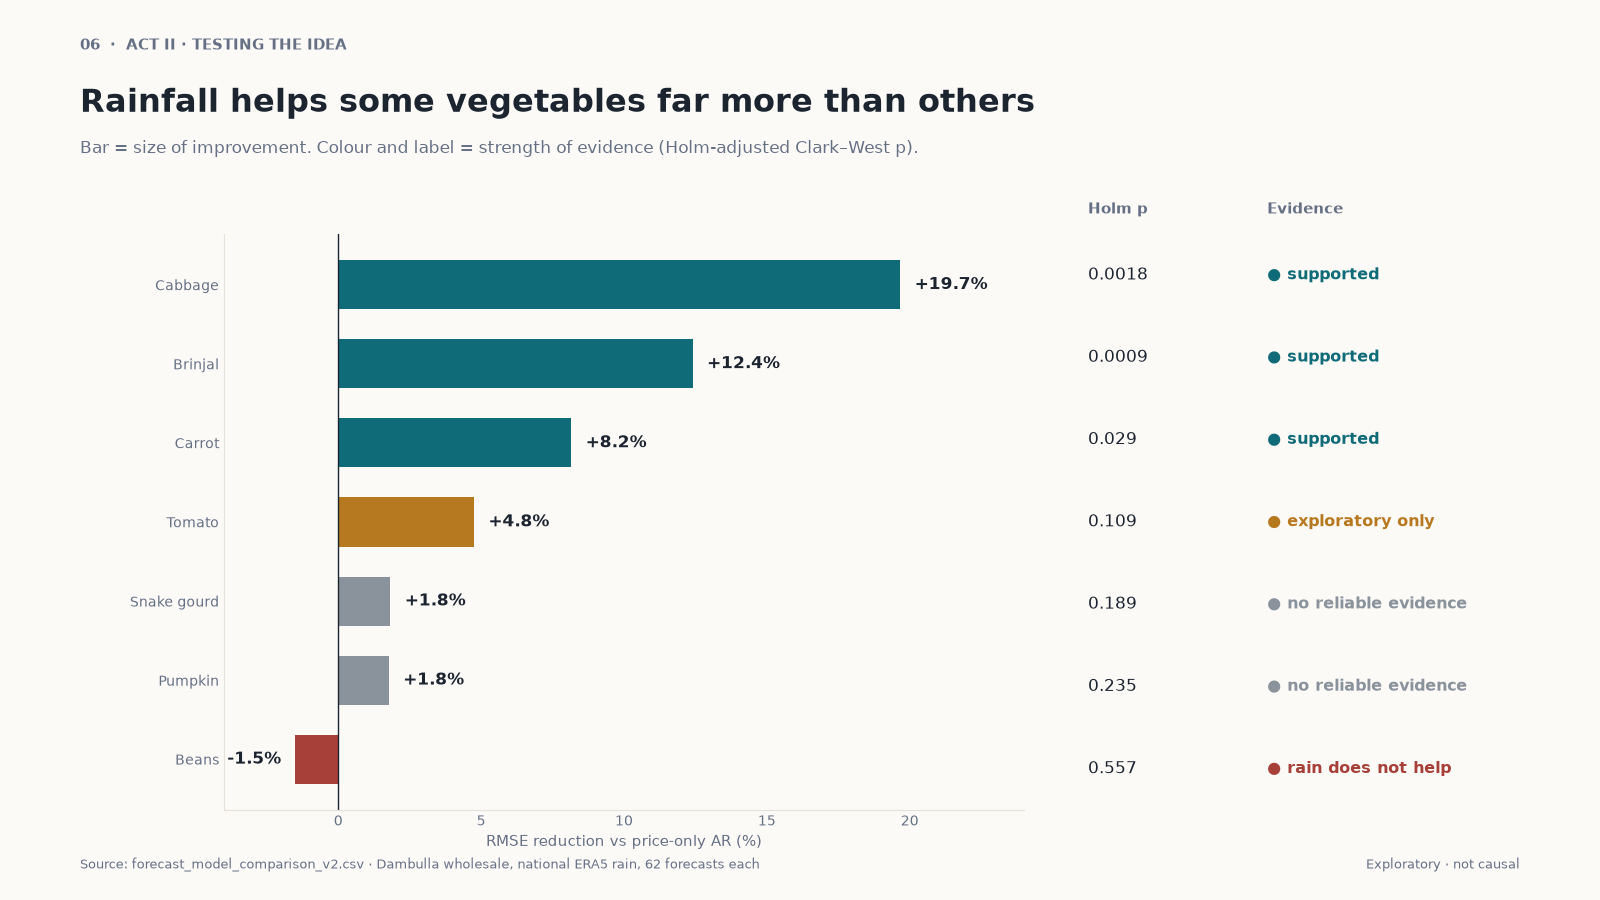 06 · ACT II · TESTING THE IDEA
Rainfall helps some vegetables far more than others
Bar = size of improvement. Colour and label = strength of evidence (Holm-adjusted Clark–West p).
Holm p Evidence
Cabbage +19.7% 0.0018 ● supported
Brinjal +12.4% 0.0009 ● supported
Carrot +8.2% 0.029 ● supported
Tomato +4.8% 0.109 ● exploratory only
Snake gourd +1.8% 0.189 ● no reliable evidence
Pumpkin +1.8% 0.235 ● no reliable evidence
Beans -1.5% 0.557 ● rain does not help
0 5 10 15 20
RMSE reduction vs price-only AR (%)
Source: forecast_model_comparison_v2.csv · Dambulla wholesale, national ERA5 rain, 62 forecasts each
Exploratory · not causal